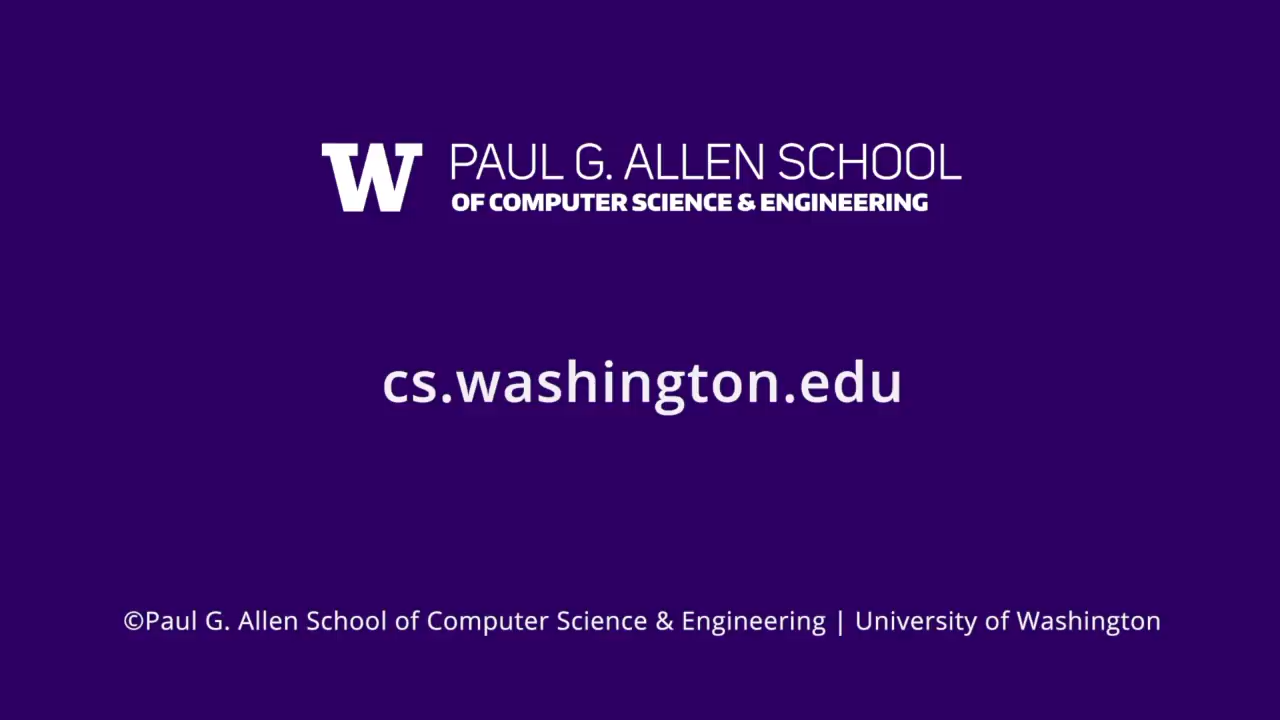 W PAUL G. ALLEN SCHOOL
OF COMPUTER SCIENCE & ENGINEERING
cs.washington.edu
©Paul G. Allen School of Computer Science & Engineering | University of Washington